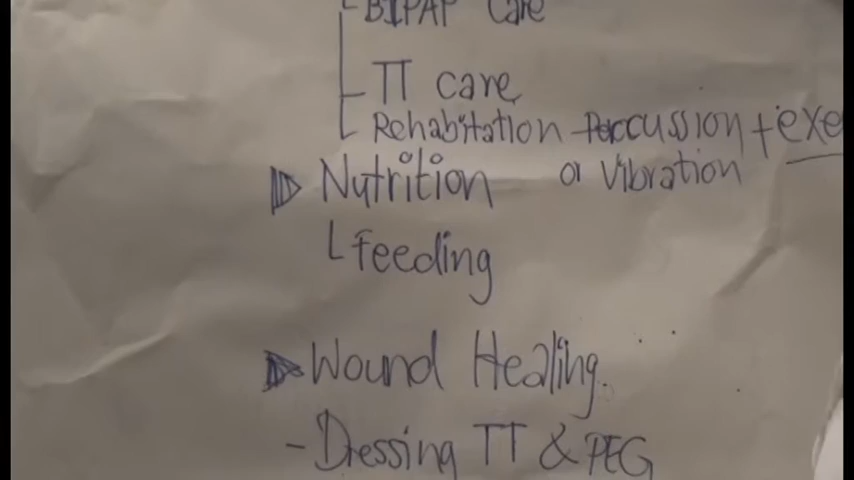 BIPAP Care
TT care
Rehabitation percussion + exe
or Vibration
Nutrition
feeding
Wound Healing.
- Dressing TT & PEG